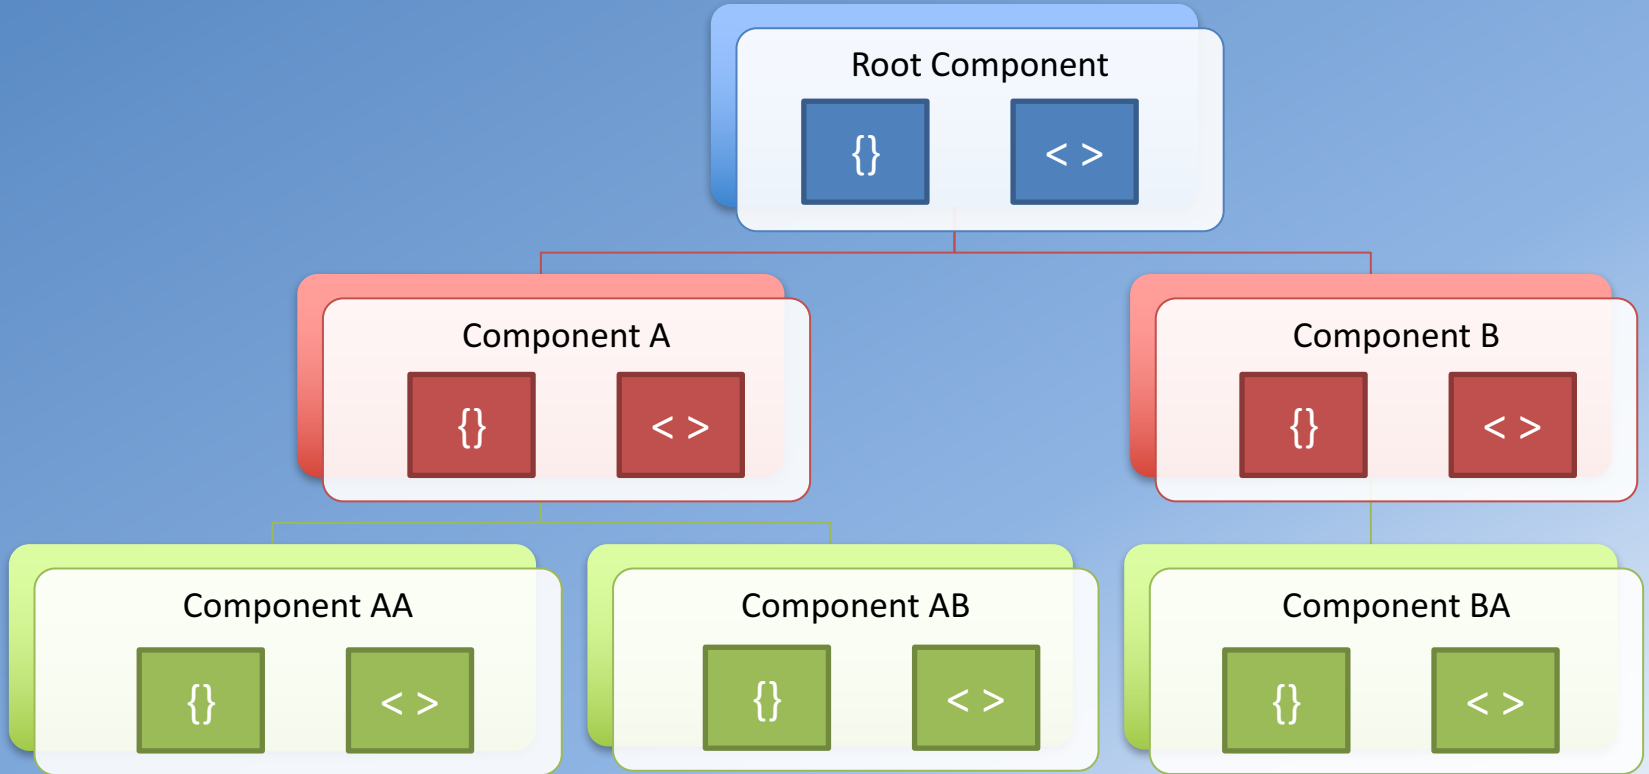 Root Component
{} < >
Component A
Component B
{} < >
{} < >
Component AA
Component AB
Component BA
{} < >
{} < >
{} < >